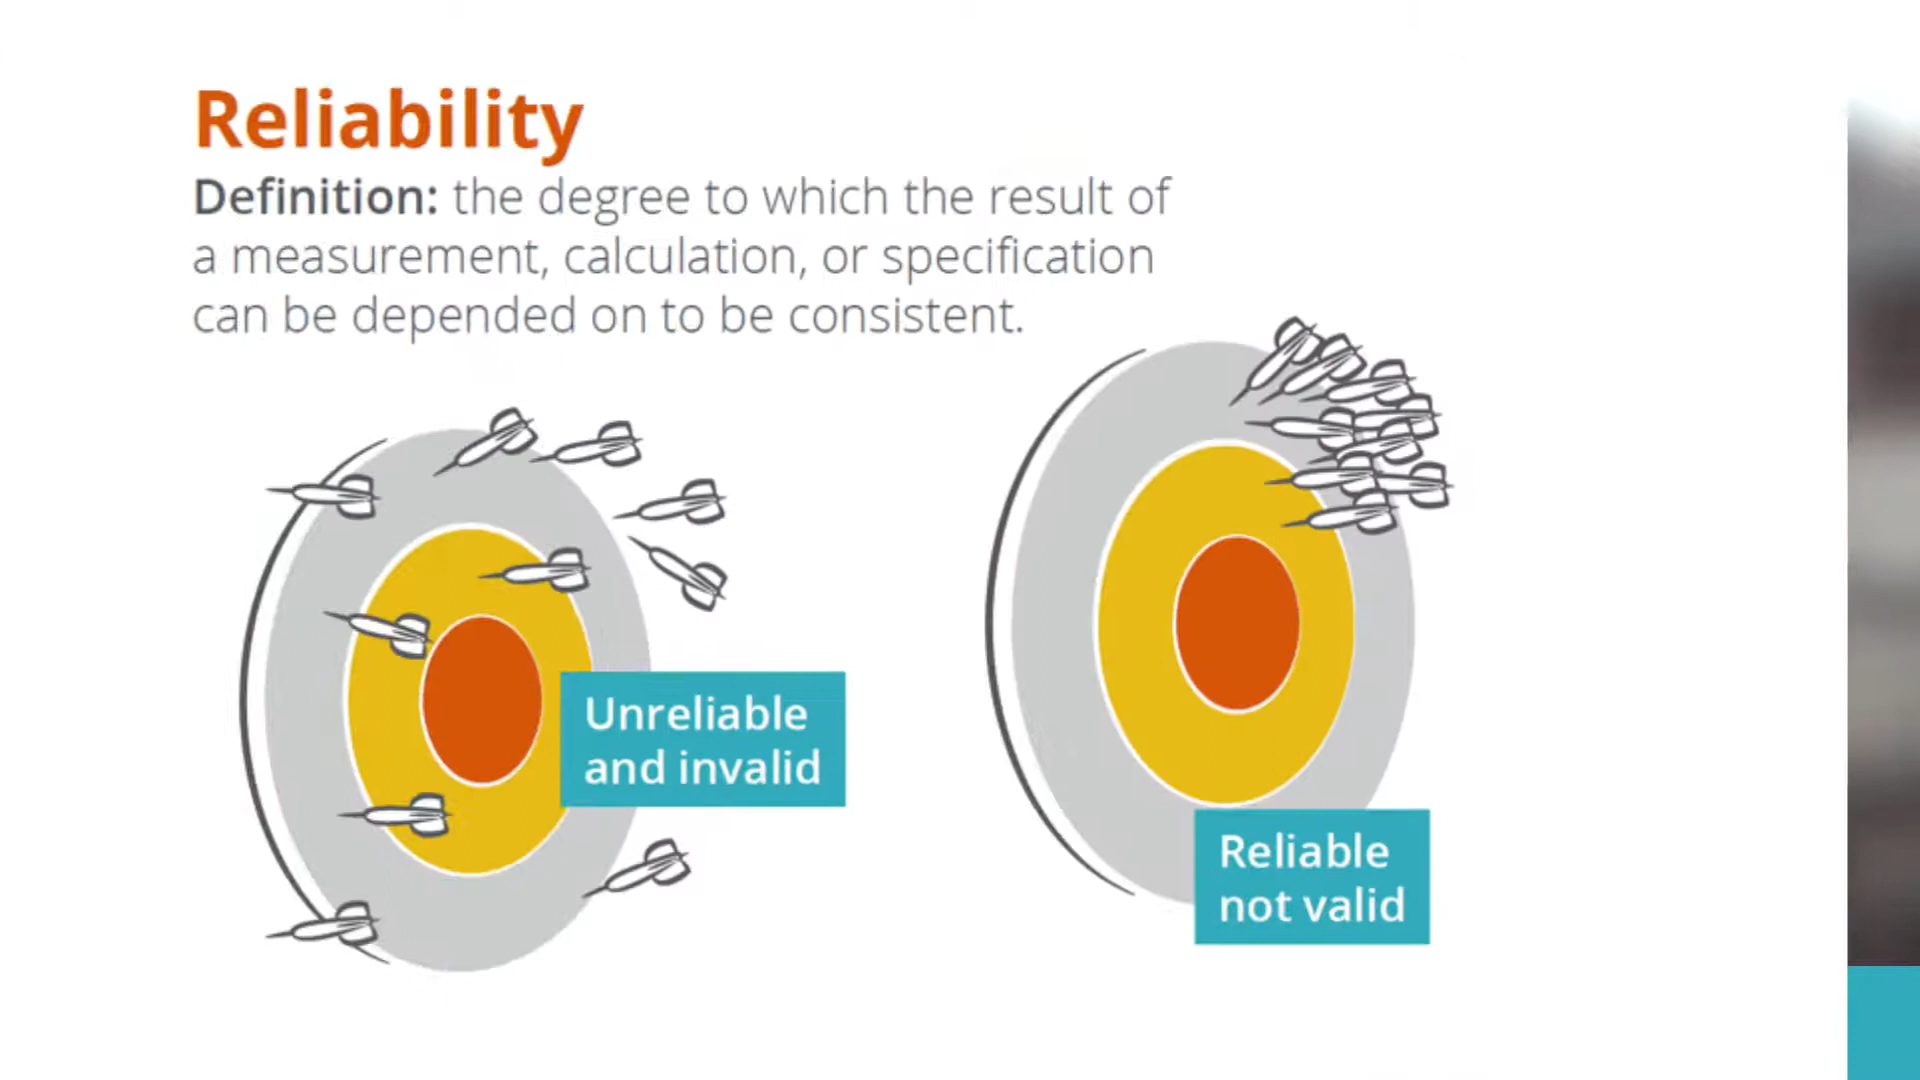 Reliability
Definition: the degree to which the result of
a measurement, calculation, or specification
can be depended on to be consistent.
Unreliable
and invalid
Reliable
not valid